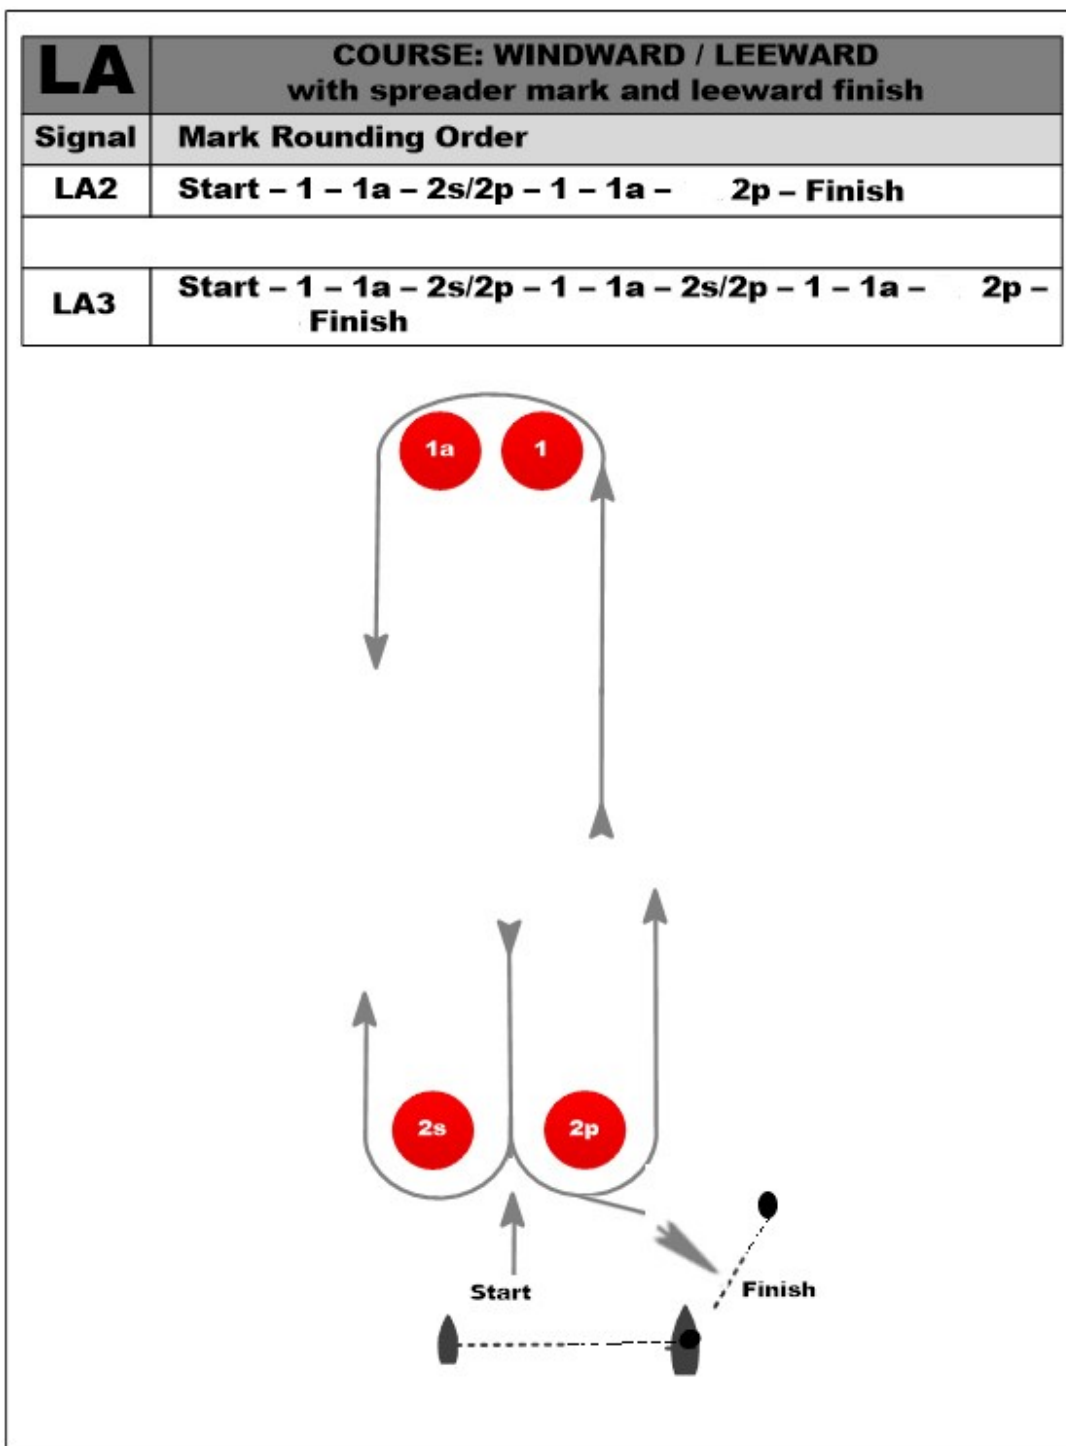 LA
COURSE: WINDWARD / LEEWARD
with spreader mark and leeward finish
Signal Mark Rounding Order
LA2 Start – 1 – 1a – 2s/2p – 1 – 1a – 2p – Finish
LA3 Start – 1 – 1a – 2s/2p – 1 – 1a – 2s/2p – 1 – 1a – 2p –
Finish
1a 1
2s 2p
Start Finish